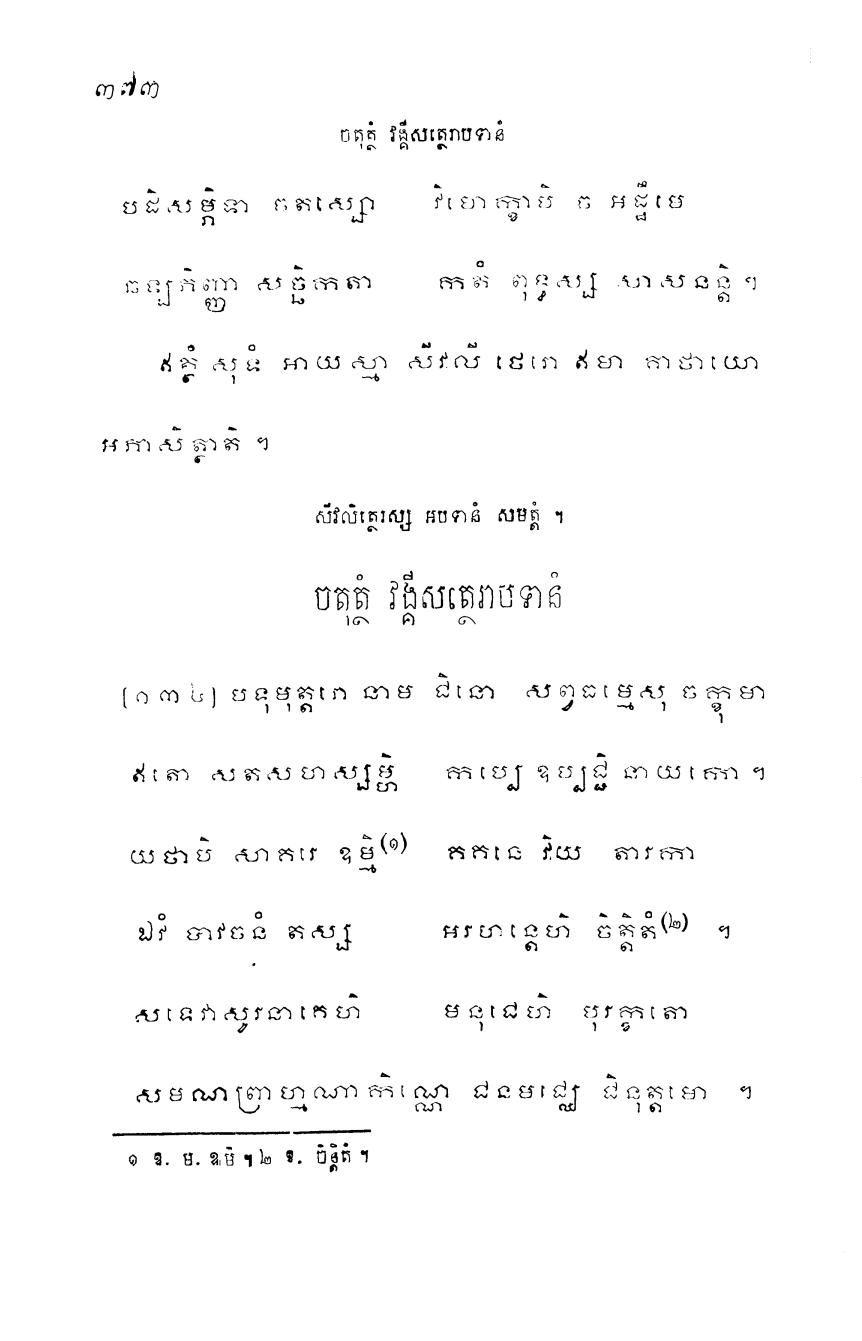 ៣៧៣
ចតុត្ថំ វង្គីសត្ថេរាបទានំ
បដិសម្ភិទា ចតស្សោ វិមោក្ខាបិ ច អដ្ឋិមេ
ឆឡភិញ្ញា សច្ឆិកតា កតំ ពុទ្ធស្ស សាសនន្តិ ។
ឥត្ថំ សុទំ អាយស្មា សីវលី ថេរោ ឥមា គាថាយោ
អភាសិត្ថាតិ ។
សីវលិត្ថេរស្ស អបទានំ សមត្តំ ។
ចតុត្ថំ វង្គីសត្ថេរាបទានំ
[១៣៤] បទុមុត្តរោ នាម ជិនោ សព្វធម្មេសុ ចក្ខុមា
ឥតោ សតសហស្សម្ហិ កប្បេ ឧប្បជ្ជិ នាយកោ ។
យថាបិ សាគរេ ឧម្មិ(១) គគនេ វិយ តារកា
ឯវំ បាវចនំ តស្ស អរហន្តេហិ ចិត្តិតំ(២) ។
សទេវាសូរនាគេហិ មនុជេហិ បុរក្ខតោ
សមណព្រាហ្មណាកិណ្ណេ ជនមជ្ឈេ ជិនុត្តមោ ។
១ ឱ. ម. ឩមិ ។ ២ ឱ. ចិន្តិតំ ។